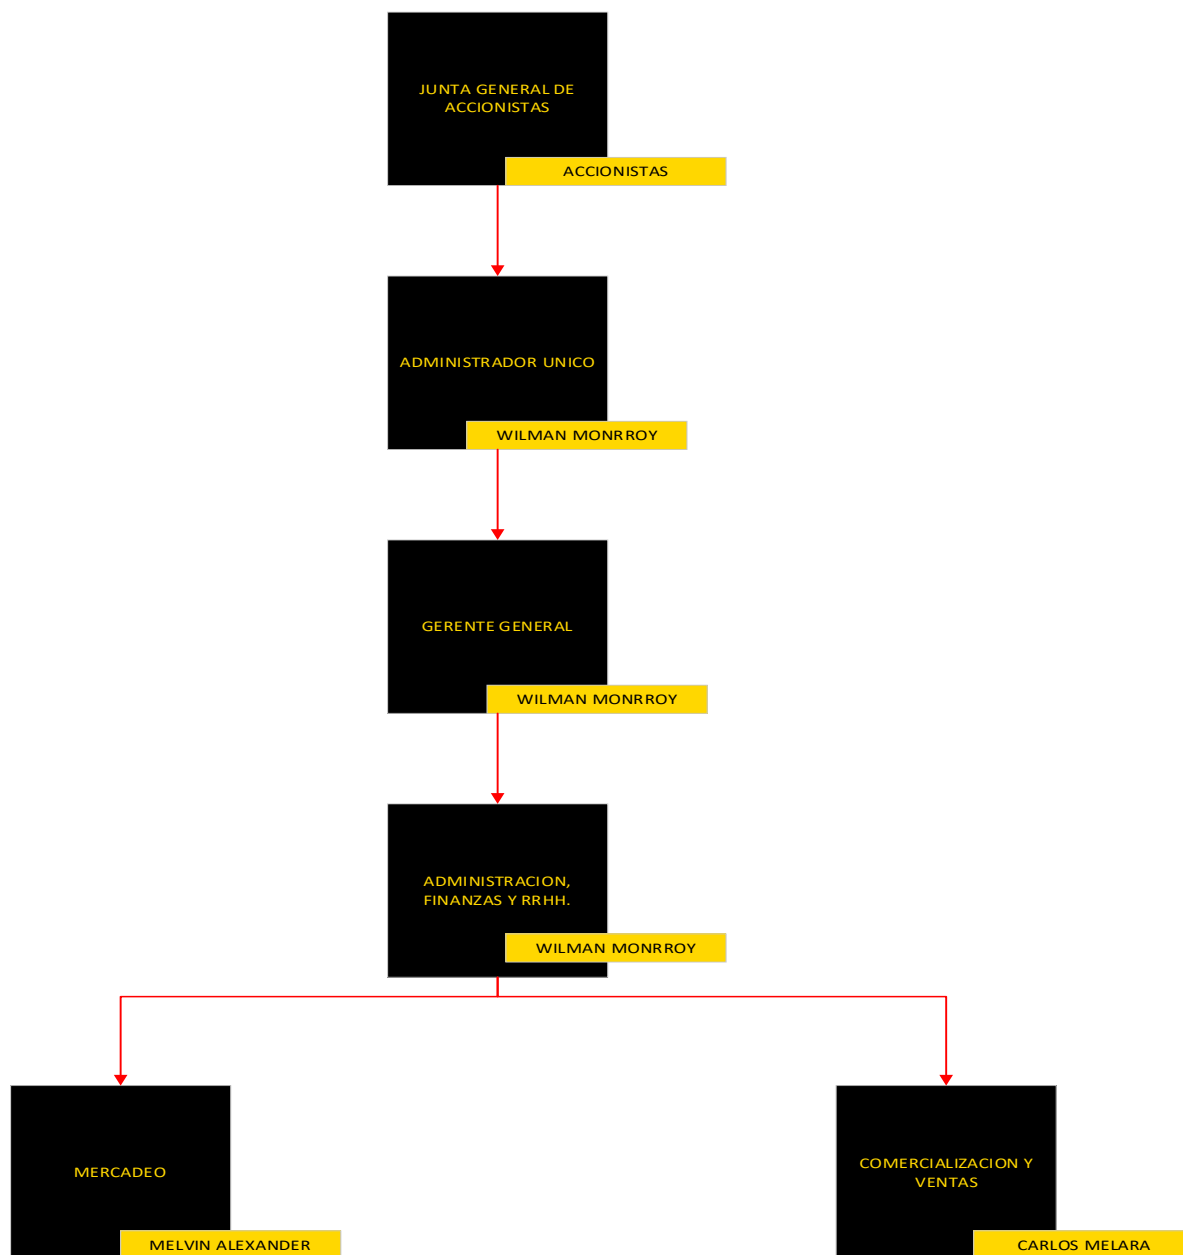 JUNTA GENERAL DE
ACCIONISTAS
ACCIONISTAS
ADMINISTRADOR UNICO
WILMAN MONRROY
GERENTE GENERAL
WILMAN MONRROY
ADMINISTRACION,
FINANZAS Y RRHH.
WILMAN MONRROY
MERCADEO
MELVIN ALEXANDER
COMERCIALIZACION Y
VENTAS
CARLOS MELARA